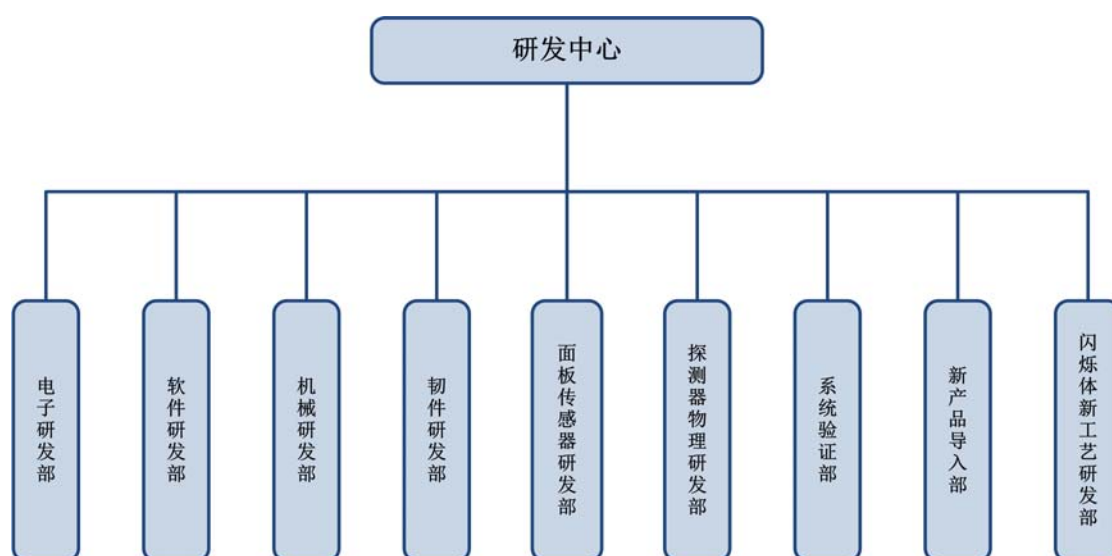 研发中心
电子研发部
软件研发部
机械研发部
韧件研发部
面板传感器研发部
探测器物理研发部
系统验证部
新产品导入部
闪烁体新工艺研发部